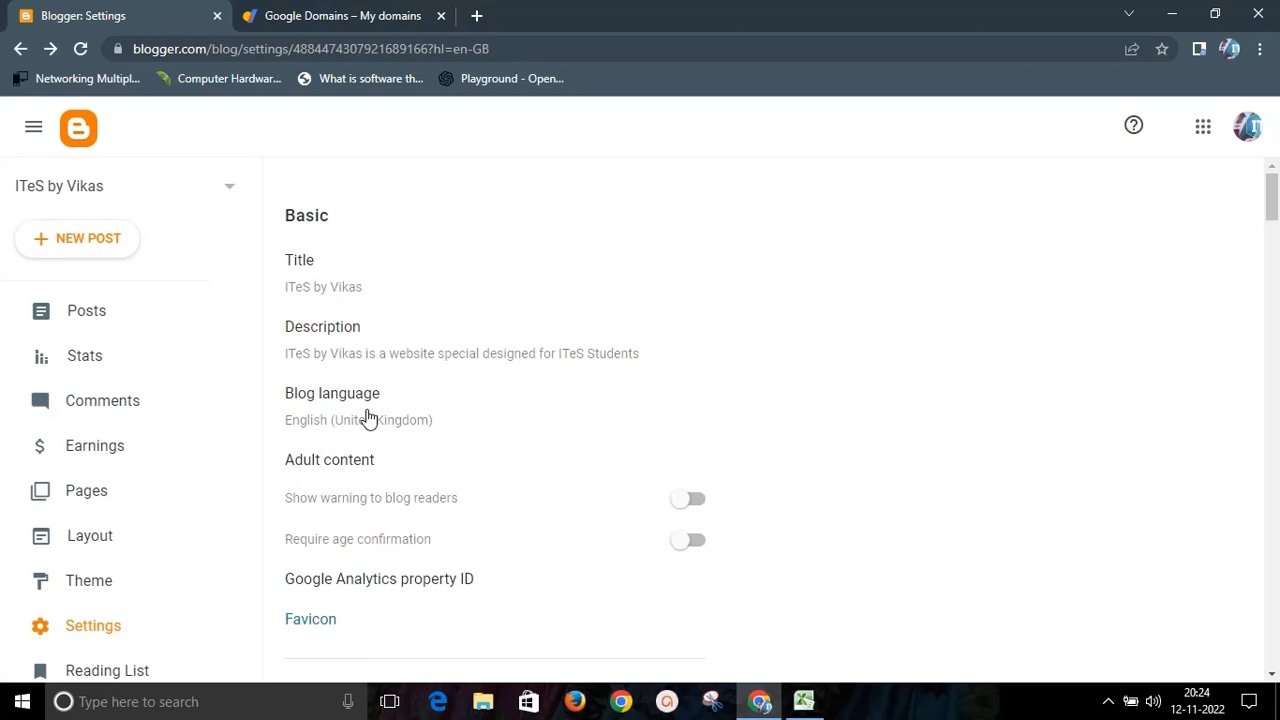 Blogger: Settings
Google Domains – My domains
blogger.com/blog/settings/4884474307921689166?hl=en-GB
Networking Multipl...
Computer Hardwar...
What is software th...
Playground - Open...
ITeS by Vikas
NEW POST
Posts
Stats
Comments
Earnings
Pages
Layout
Theme
Settings
Reading List
Basic
Title
ITeS by Vikas
Description
ITeS by Vikas is a website special designed for ITeS Students
Blog language
English (United Kingdom)
Adult content
Show warning to blog readers
Require age confirmation
Google Analytics property ID
Favicon
Type here to search
20:24
12-11-2022